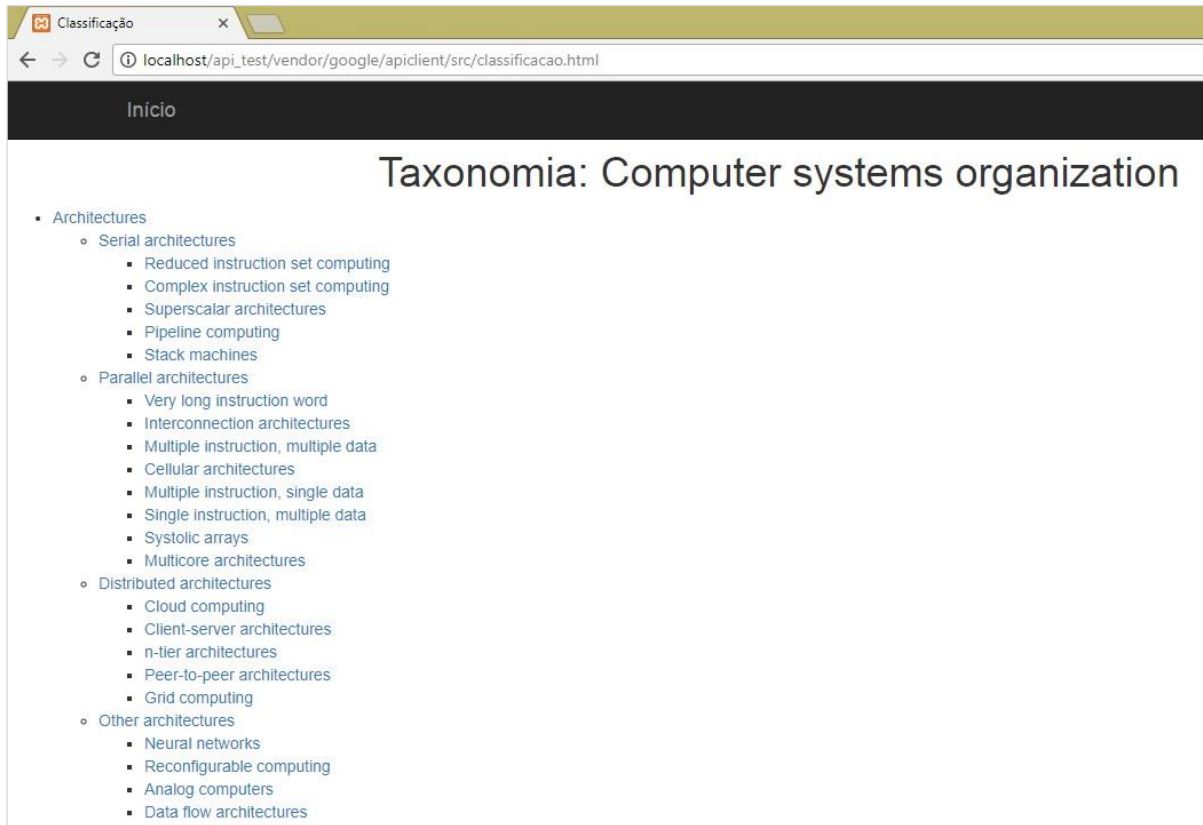 Classificação
localhost/api_test/vendor/google/apiclient/src/classificacao.html
Início
Taxonomia: Computer systems organization
Architectures
Serial architectures
Reduced instruction set computing
Complex instruction set computing
Superscalar architectures
Pipeline computing
Stack machines
Parallel architectures
Very long instruction word
Interconnection architectures
Multiple instruction, multiple data
Cellular architectures
Multiple instruction, single data
Single instruction, multiple data
Systolic arrays
Multicore architectures
Distributed architectures
Cloud computing
Client-server architectures
n-tier architectures
Peer-to-peer architectures
Grid computing
Other architectures
Neural networks
Reconfigurable computing
Analog computers
Data flow architectures